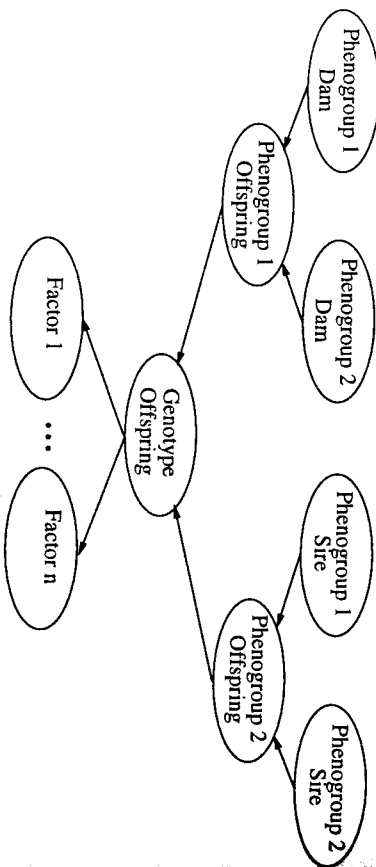 Phenogroup 1
Dam
Phenogroup 2
Dam
Phenogroup 1
Sire
Phenogroup 2
Sire
Phenogroup 1
Offspring
Phenogroup 2
Offspring
Genotype
Offspring
Factor 1
...
Factor n